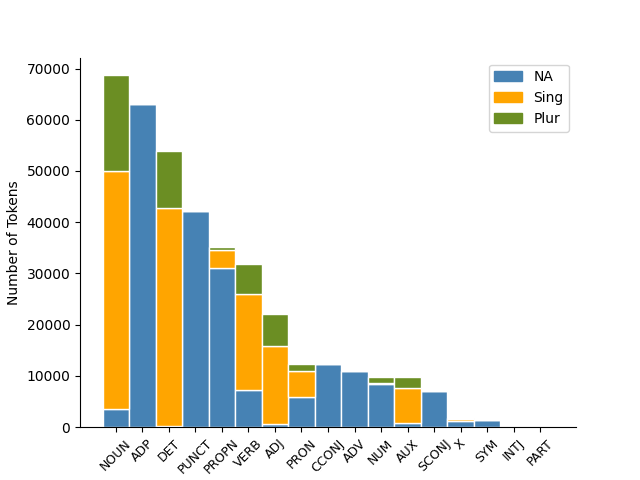 70000
60000
50000
40000
30000
20000
10000
0
Number of Tokens
NA
Sing
Plur
NOUN
ADP
DET
PUNCT
PROPN
VERB
ADJ
PRON
CCONJ
ADV
NUM
AUX
SCONJ
X
SYM
INTJ
PART